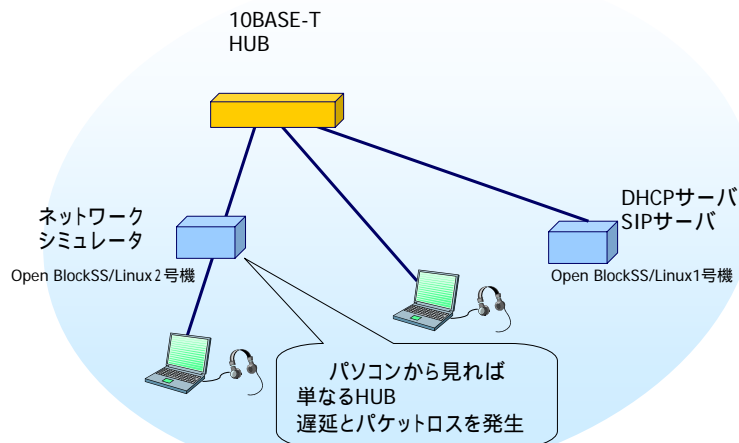 10BASE-T
HUB
ネットワーク
シミュレータ
Open BlockSS/Linux2号機
DHCPサーバ
SIPサーバ
Open BlockSS/Linux1号機
パソコンから見れば
単なるHUB
遅延とパケットロスを発生